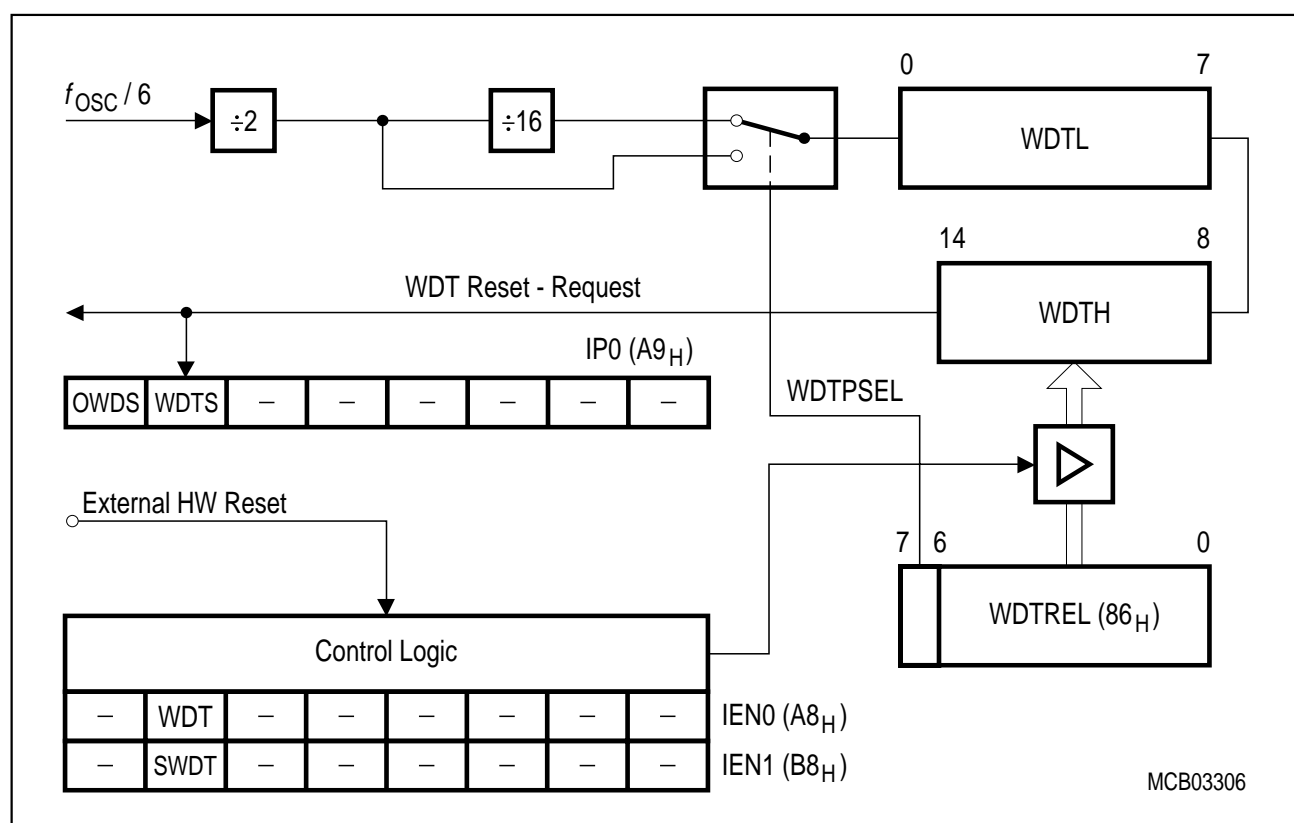 0 7
fOSC / 6
÷2
÷16
WDTL
14 8
WDT Reset - Request
WDTH
IP0 (A9H)
OWDS WDTS – – – – – –
WDTPSEL
External HW Reset
7 6 0
WDTREL (86H)
Control Logic
– WDT – – – – – – IEN0 (A8H)
– SWDT – – – – – – IEN1 (B8H)
MCB03306